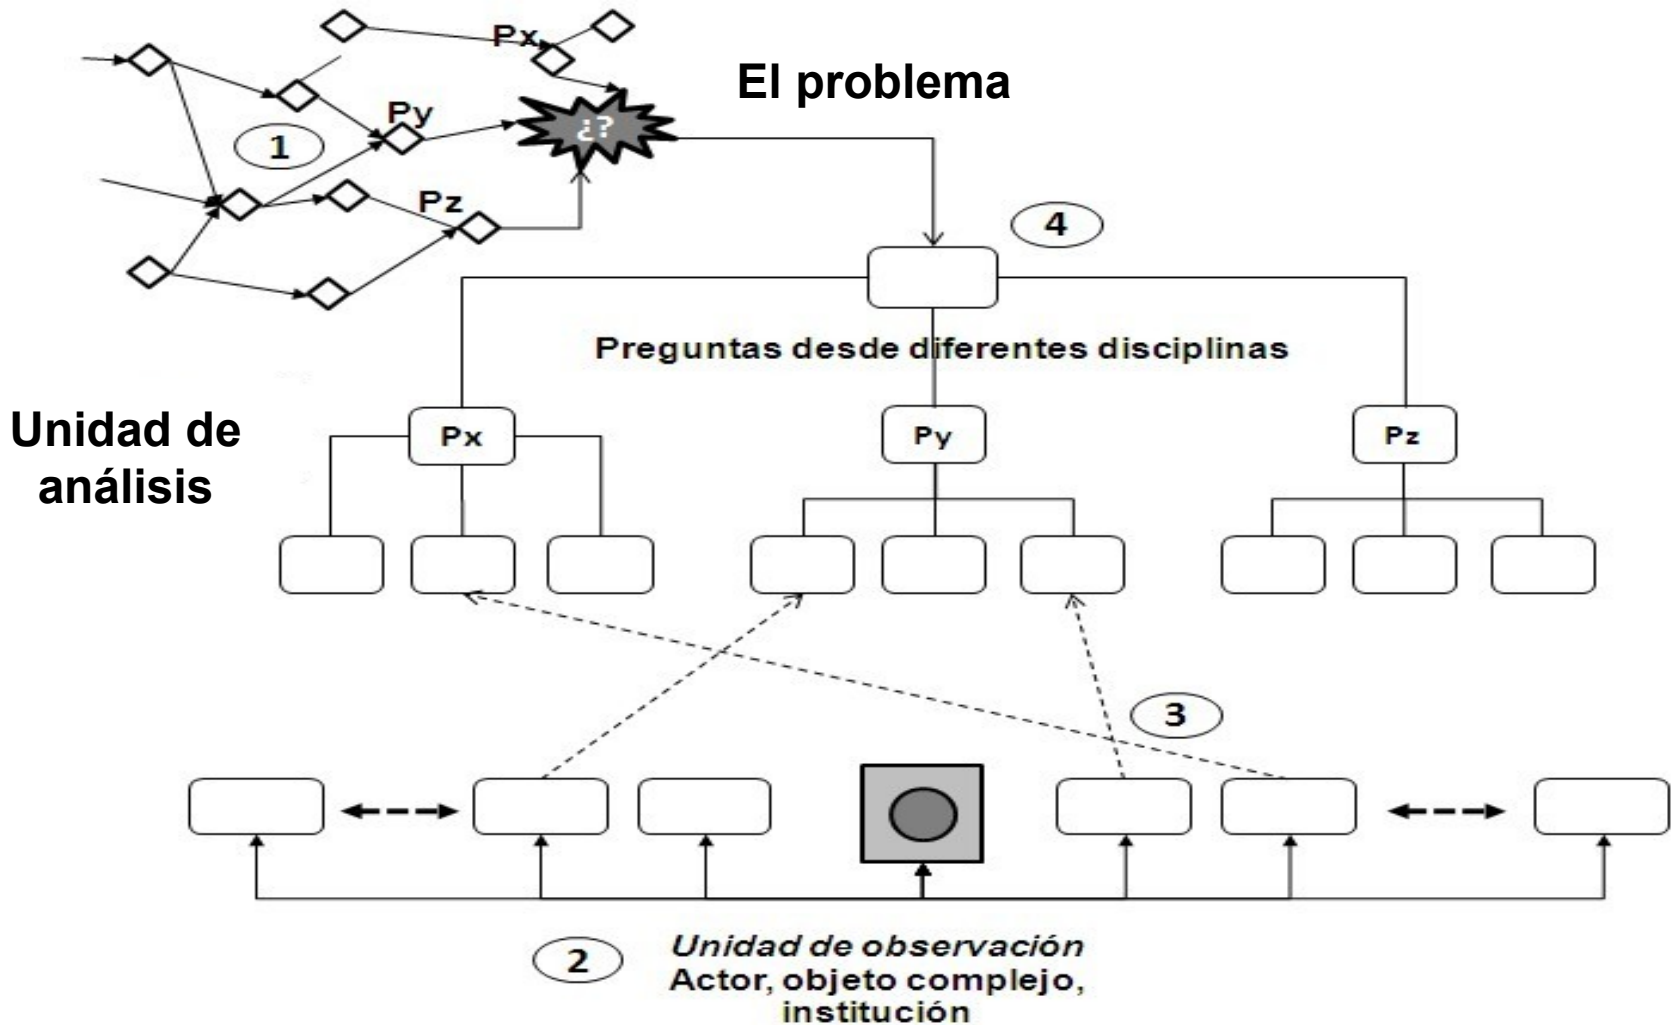 Px
El problema
Py
¿?
1
Pz
4
Preguntas desde diferentes disciplinas
Unidad de
análisis
Px
Py
Pz
3
2
Unidad de observación
Actor, objeto complejo,
institución